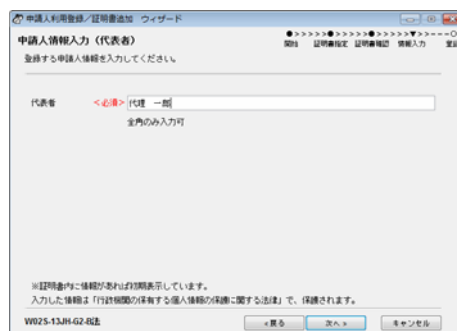 申請人利用登録／証明書追加　ウィザード
申請人情報入力（代表者）
●>>>>>●>>>>>●>>>>>▼>>---○
開始 証明書指定 証明書確認 情報入力 登録
登録する申請人情報を入力してください。
代表者 <必須> 代理　一郎
全角のみ入力可
※証明書内に情報があれば初期表示しています。
入力した情報は「行政機関の保有する個人情報の保護に関する法律」で、保護されます。
W02S-13JH-G2-B法 <戻る 次へ> キャンセル